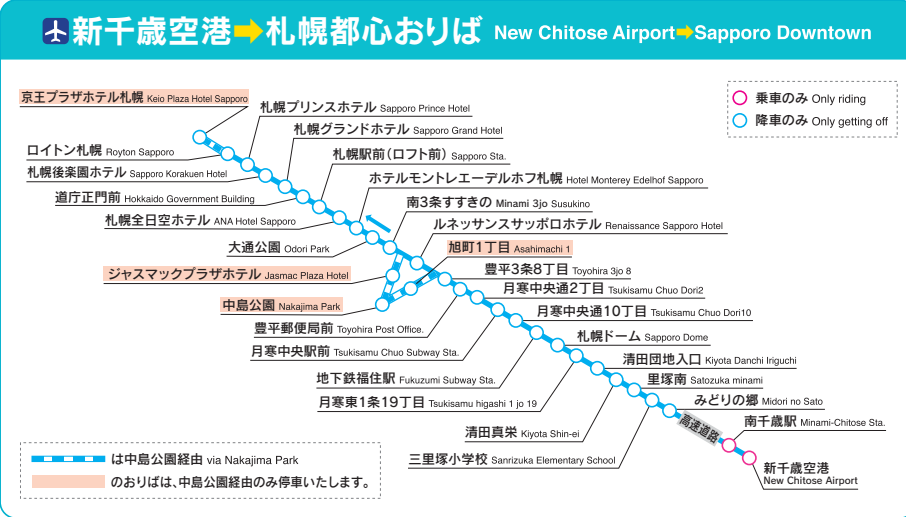 新千歳空港➡札幌都心おりば New Chitose Airport➡Sapporo Downtown
乗車のみ Only riding
降車のみ Only getting off
京王プラザホテル札幌 Keio Plaza Hotel Sapporo
札幌プリンスホテル Sapporo Prince Hotel
札幌グランドホテル Sapporo Grand Hotel
ロイトン札幌 Royton Sapporo
札幌駅前(ロフト前) Sapporo Sta.
札幌後楽園ホテル Sapporo Korakuen Hotel
ホテルモントレエーデルホフ札幌 Hotel Monterey Edelhof Sapporo
道庁正門前 Hokkaido Government Building
南3条すすきの Minami 3jo Susukino
札幌全日空ホテル ANA Hotel Sapporo
ルネッサンスサッポロホテル Renaissance Sapporo Hotel
大通公園 Odori Park
旭町1丁目 Asahimachi 1
ジャスマックプラザホテル Jasmac Plaza Hotel
豊平3条8丁目 Toyohira 3jo 8
月寒中央通2丁目 Tsukisamu Chuo Dori2
中島公園 Nakajima Park
月寒中央通10丁目 Tsukisamu Chuo Dori10
豊平郵便局前 Toyohira Post Office.
札幌ドーム Sapporo Dome
月寒中央駅前 Tsukisamu Chuo Subway Sta.
清田団地入口 Kiyota Danchi Iriguchi
地下鉄福住駅 Fukuzumi Subway Sta.
里塚南 Satozuka minami
月寒東1条19丁目 Tsukisamu higashi 1 jo 19
みどりの郷 Midori no Sato
高速道路
南千歳駅 Minami-Chitose Sta.
清田真栄 Kiyota Shin-ei
三里塚小学校 Sanrizuka Elementary School
新千歳空港
New Chitose Airport
は中島公園経由 via Nakajima Park
のおりばは、中島公園経由のみ停車いたします。